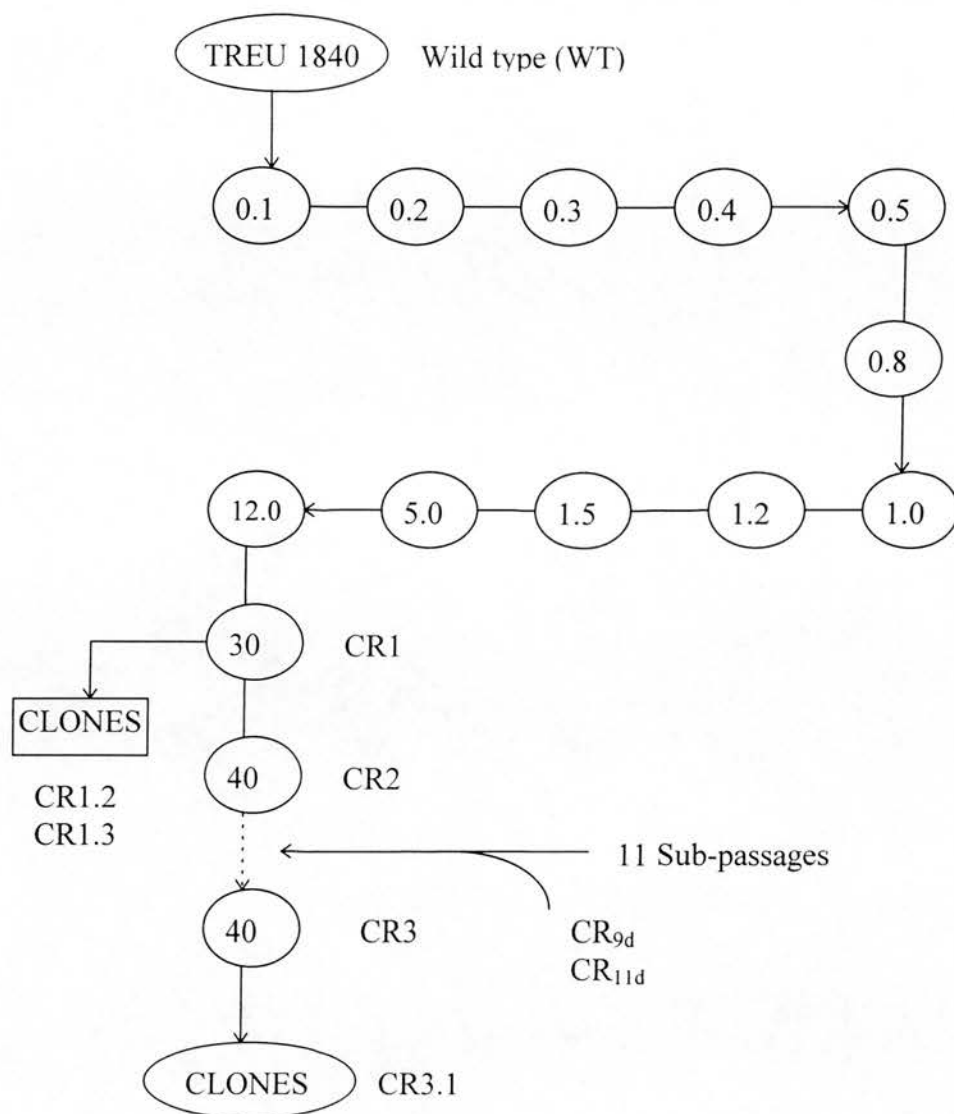 TREU 1840 Wild type (WT)
0.1 0.2 0.3 0.4 0.5
0.8
12.0 5.0 1.5 1.2 1.0
30 CR1
CLONES
40 CR2
CR1.2
CR1.3
11 Sub-passages
40 CR3 CR9d
CR11d
CLONES CR3.1